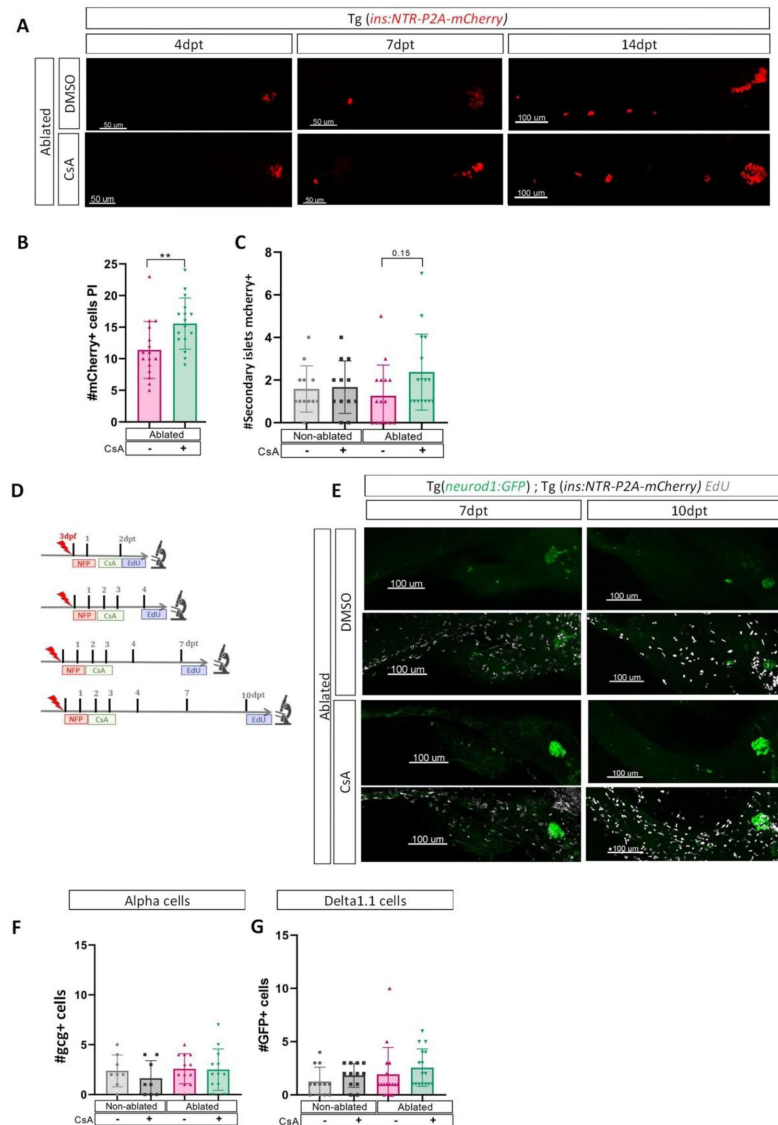 A
Tg (ins:NTR-P2A-mCherry)
4dpt 7dpt 14dpt
Ablated
DMSO
50 um 50 um 100 um
CsA
50 um 50 um 100 um
B
#mCherry+ cells PI
25
20
15
10
5
0
**
Ablated
CsA - +
C
#Secondary islets mcherry+
8
6
4
2
0
0.15
Non-ablated Ablated
CsA - + - +
D
3dpf 1 2dpt
NFP CsA EdU
1 2 3 4
NFP CsA EdU
1 2 3 4 7 dpt
NFP CsA EdU
1 2 3 4 7 10dpt
NFP CsA EdU
E
Tg(neurod1:GFP) ; Tg (ins:NTR-P2A-mCherry) EdU
7dpt 10dpt
Ablated
DMSO
100 um 100 um
100 um 100 um
CsA
100 um 100 um
100 um 100 um
Alpha cells
F
#gcg+ cells
15
10
5
0
Non-ablated Ablated
CsA - + - +
Delta1.1 cells
G
#GFP+ cells
15
10
5
0
Non-ablated Ablated
- + - +